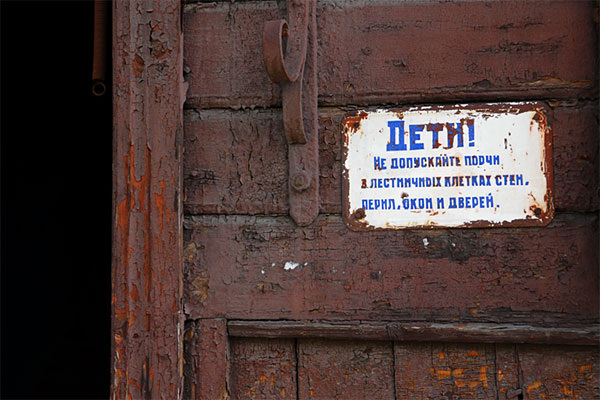 Дети!
Не допускайте порчи
в лестничных клетках стен,
перил, окон и дверей.